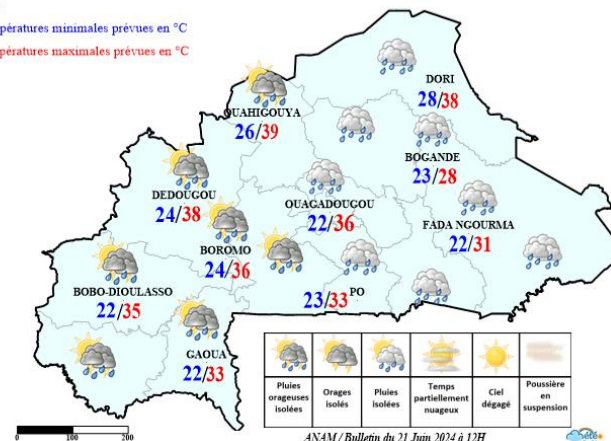 pératures minimales prévues en °C
pératures maximales prévues en °C
DORI
28/38
OUAHIGOUYA
26/39
BOGANDE
23/28
DEDOUGOU
24/38
OUAGADOUGOU
22/36
FADA NGOURMA
22/31
BOROMO
24/36
BOBO-DIOULASSO
22/35
PO
23/33
GAOUA
22/33
Pluies orageuses isolées
Orages isolés
Pluies isolées
Temps partiellement nuageux
Ciel dégagé
Poussière en suspension
0 100 200
ANAM / Bulletin du 21 Juin 2024 à 12H